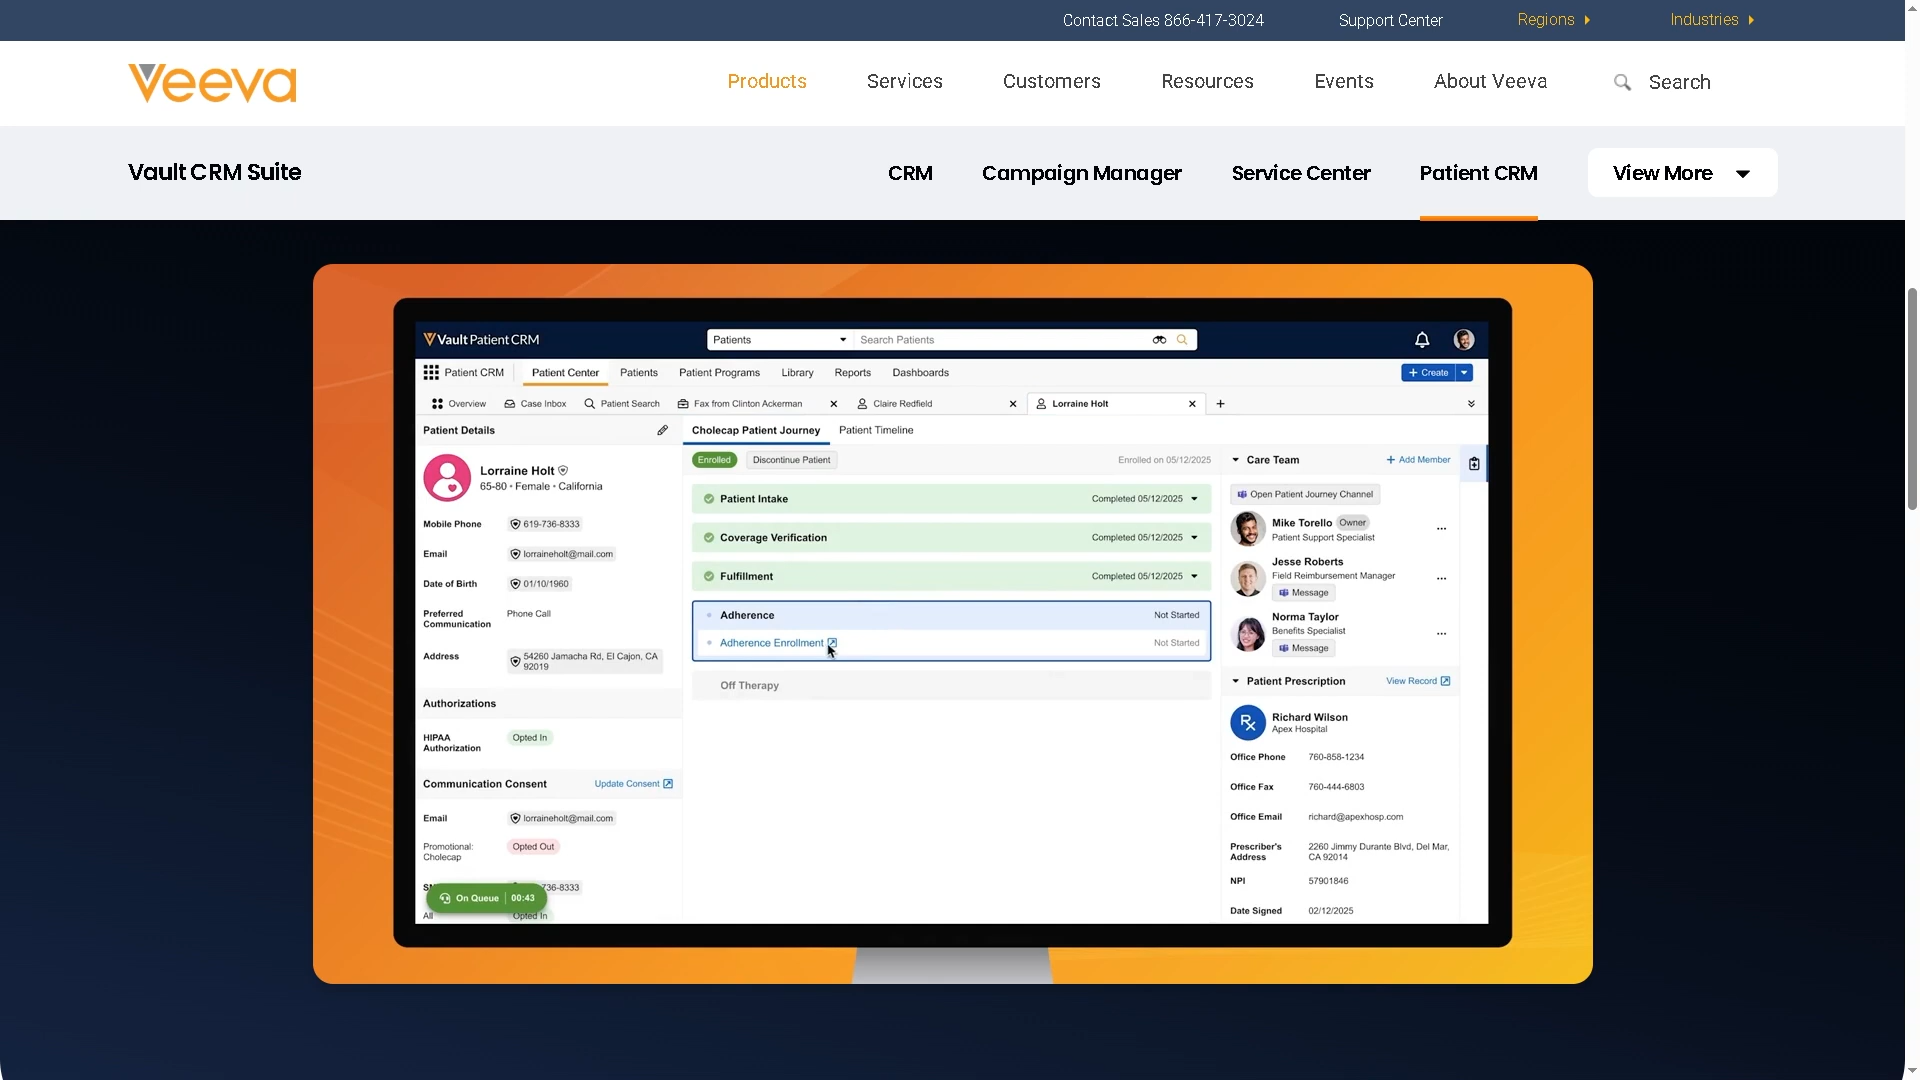 Contact Sales 866-417-3024
Support Center
Regions
Industries
Veeva
Products
Services
Customers
Resources
Events
About Veeva
Search
Vault CRM Suite
CRM
Campaign Manager
Service Center
Patient CRM
View More
Vault Patient CRM
Patients
Search Patients
Patient CRM
Patient Center
Patients
Patient Programs
Library
Reports
Dashboards
Create
Overview
Case Inbox
Patient Search
Fax from Clinton Ackerman
Claire Redfield
Lorraine Holt
Patient Details
Lorraine Holt
65-80 • Female • California
Mobile Phone
619-736-8333
Email
lorraineholt@mail.com
Date of Birth
01/10/1960
Preferred
Communication
Phone Call
Address
54260 Jamacha Rd, El Cajon, CA
92019
Authorizations
HIPAA
Authorization
Opted In
Communication Consent
Update Consent
Email
lorraineholt@mail.com
Promotional:
Cholecap
Opted Out
736-8333
On Queue
00:43
All
Opted In
Cholecap Patient Journey
Patient Timeline
Enrolled
Discontinue Patient
Enrolled on 05/12/2025
Patient Intake
Completed 05/12/2025
Coverage Verification
Completed 05/12/2025
Fulfillment
Completed 05/12/2025
Adherence
Not Started
Adherence Enrollment
Not Started
Off Therapy
Care Team
Add Member
Open Patient Journey Channel
Mike Torello
Owner
Patient Support Specialist
Jesse Roberts
Field Reimbursement Manager
Message
Norma Taylor
Benefits Specialist
Message
Patient Prescription
View Record
Rx
Richard Wilson
Apex Hospital
Office Phone
760-858-1234
Office Fax
760-444-6803
Office Email
richard@apexhosp.com
Prescriber's
Address
2260 Jimmy Durante Blvd, Del Mar,
CA 92014
NPI
57901846
Date Signed
02/12/2025